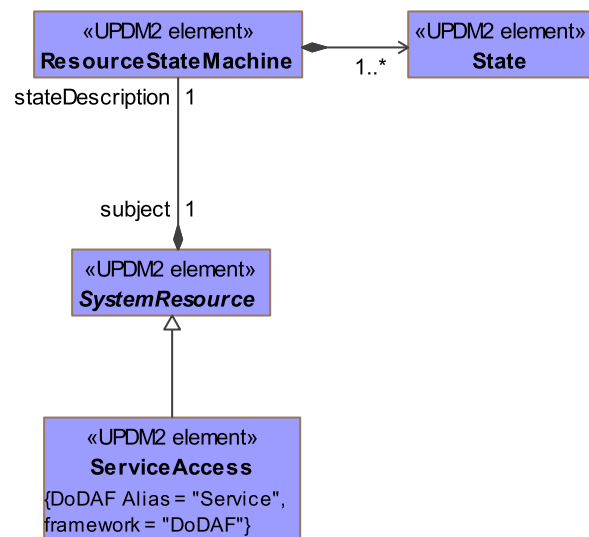 «UPDM2 element»
ResourceStateMachine
«UPDM2 element»
State
1..*
stateDescription 1
subject 1
«UPDM2 element»
SystemResource
«UPDM2 element»
ServiceAccess
{DoDAF Alias = "Service",
framework = "DoDAF"}